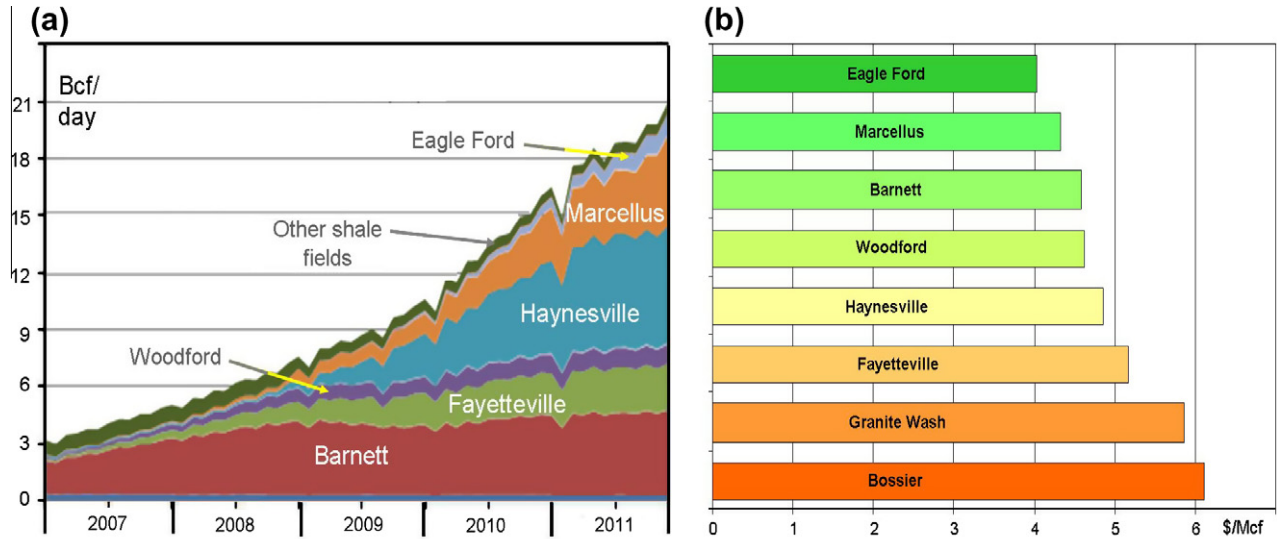 (a)
Bcf/
day
21
18
15
12
9
6
3
0
Eagle Ford
Marcellus
Other shale
fields
Haynesville
Woodford
Fayetteville
Barnett
2007 2008 2009 2010 2011
(b)
Eagle Ford
Marcellus
Barnett
Woodford
Haynesville
Fayetteville
Granite Wash
Bossier
0 1 2 3 4 5 6 $/Mcf